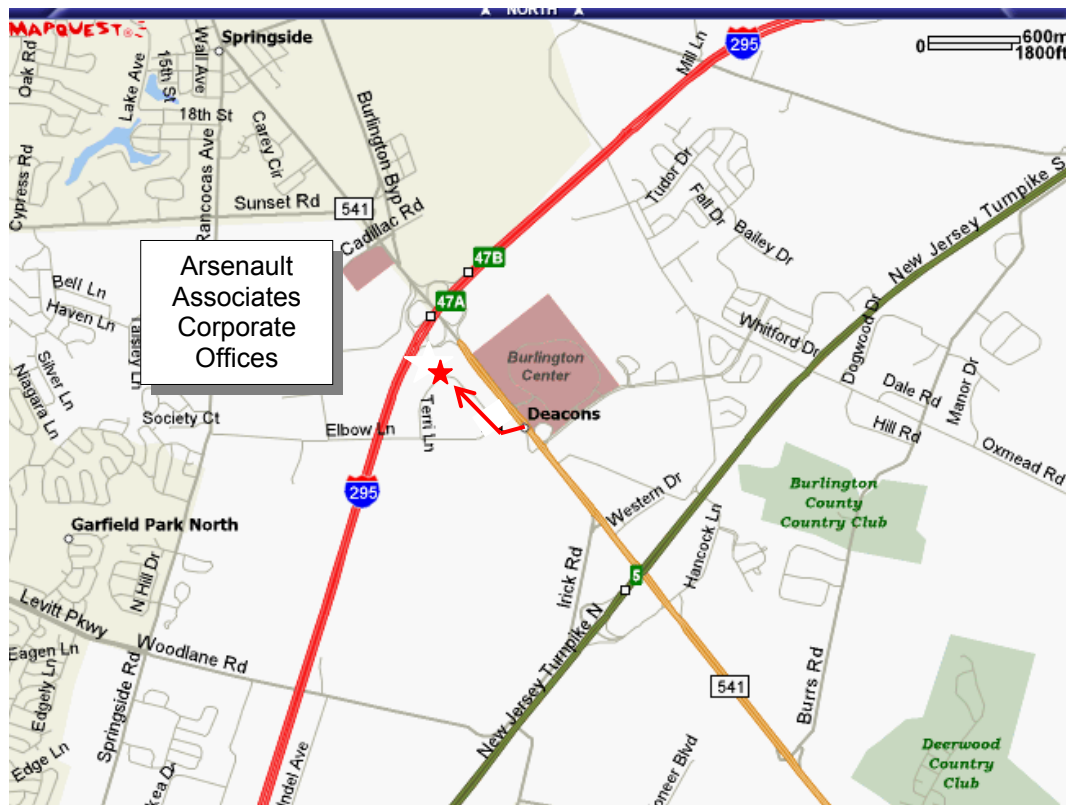 NORTH
MAPQUEST
Springside
295
600m
0
1800ft
Mill Ln
Oak Rd
Lake Ave
15th St
Wall Ave
18th St
Carey Cir
Burlington Byp
Rancocas Ave
Cypress Rd
Sunset Rd
541
Cadillac Rd
Tudor Dr
Fall Dr
Bailey Dr
New Jersey Turnpike S
47B
47A
Arsenault
Associates
Corporate
Offices
Bell Ln
Haven Ln
Silver Ln
Niagara Ln
Society Ct
Burlington
Center
Deacons
Terri Ln
Elbow Ln
Whitford Dr
Dogwood Dr
Dale Rd
Manor Dr
Hill Rd
Oxmead Rd
295
Western Dr
Hancock Ln
Irick Rd
Burlington
County
Country Club
Garfield Park North
N Hill Dr
5
Levitt Pkwy
Woodlane Rd
Eagen Ln
Edgely Ln
Edge Ln
Springside Rd
New Jersey Turnpike N
541
Burrs Rd
Deerwood
Country
Club